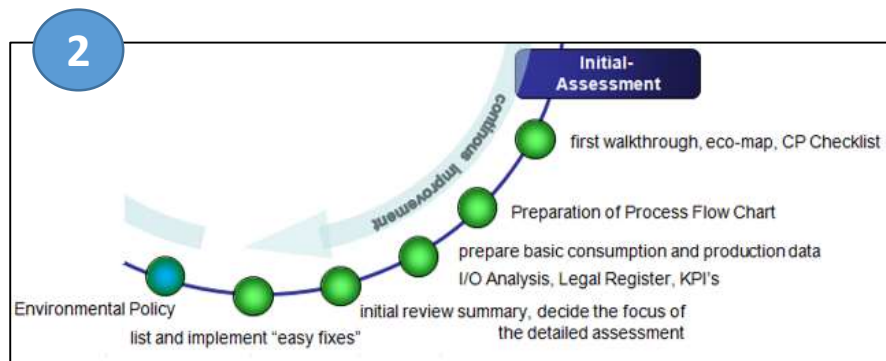 2
Initial-
Assessment
continous improvement
first walkthrough, eco-map, CP Checklist
Preparation of Process Flow Chart
prepare basic consumption and production data
I/O Analysis, Legal Register, KPI's
initial review summary, decide the focus of
the detailed assessment
list and implement “easy fixes”
Environmental Policy